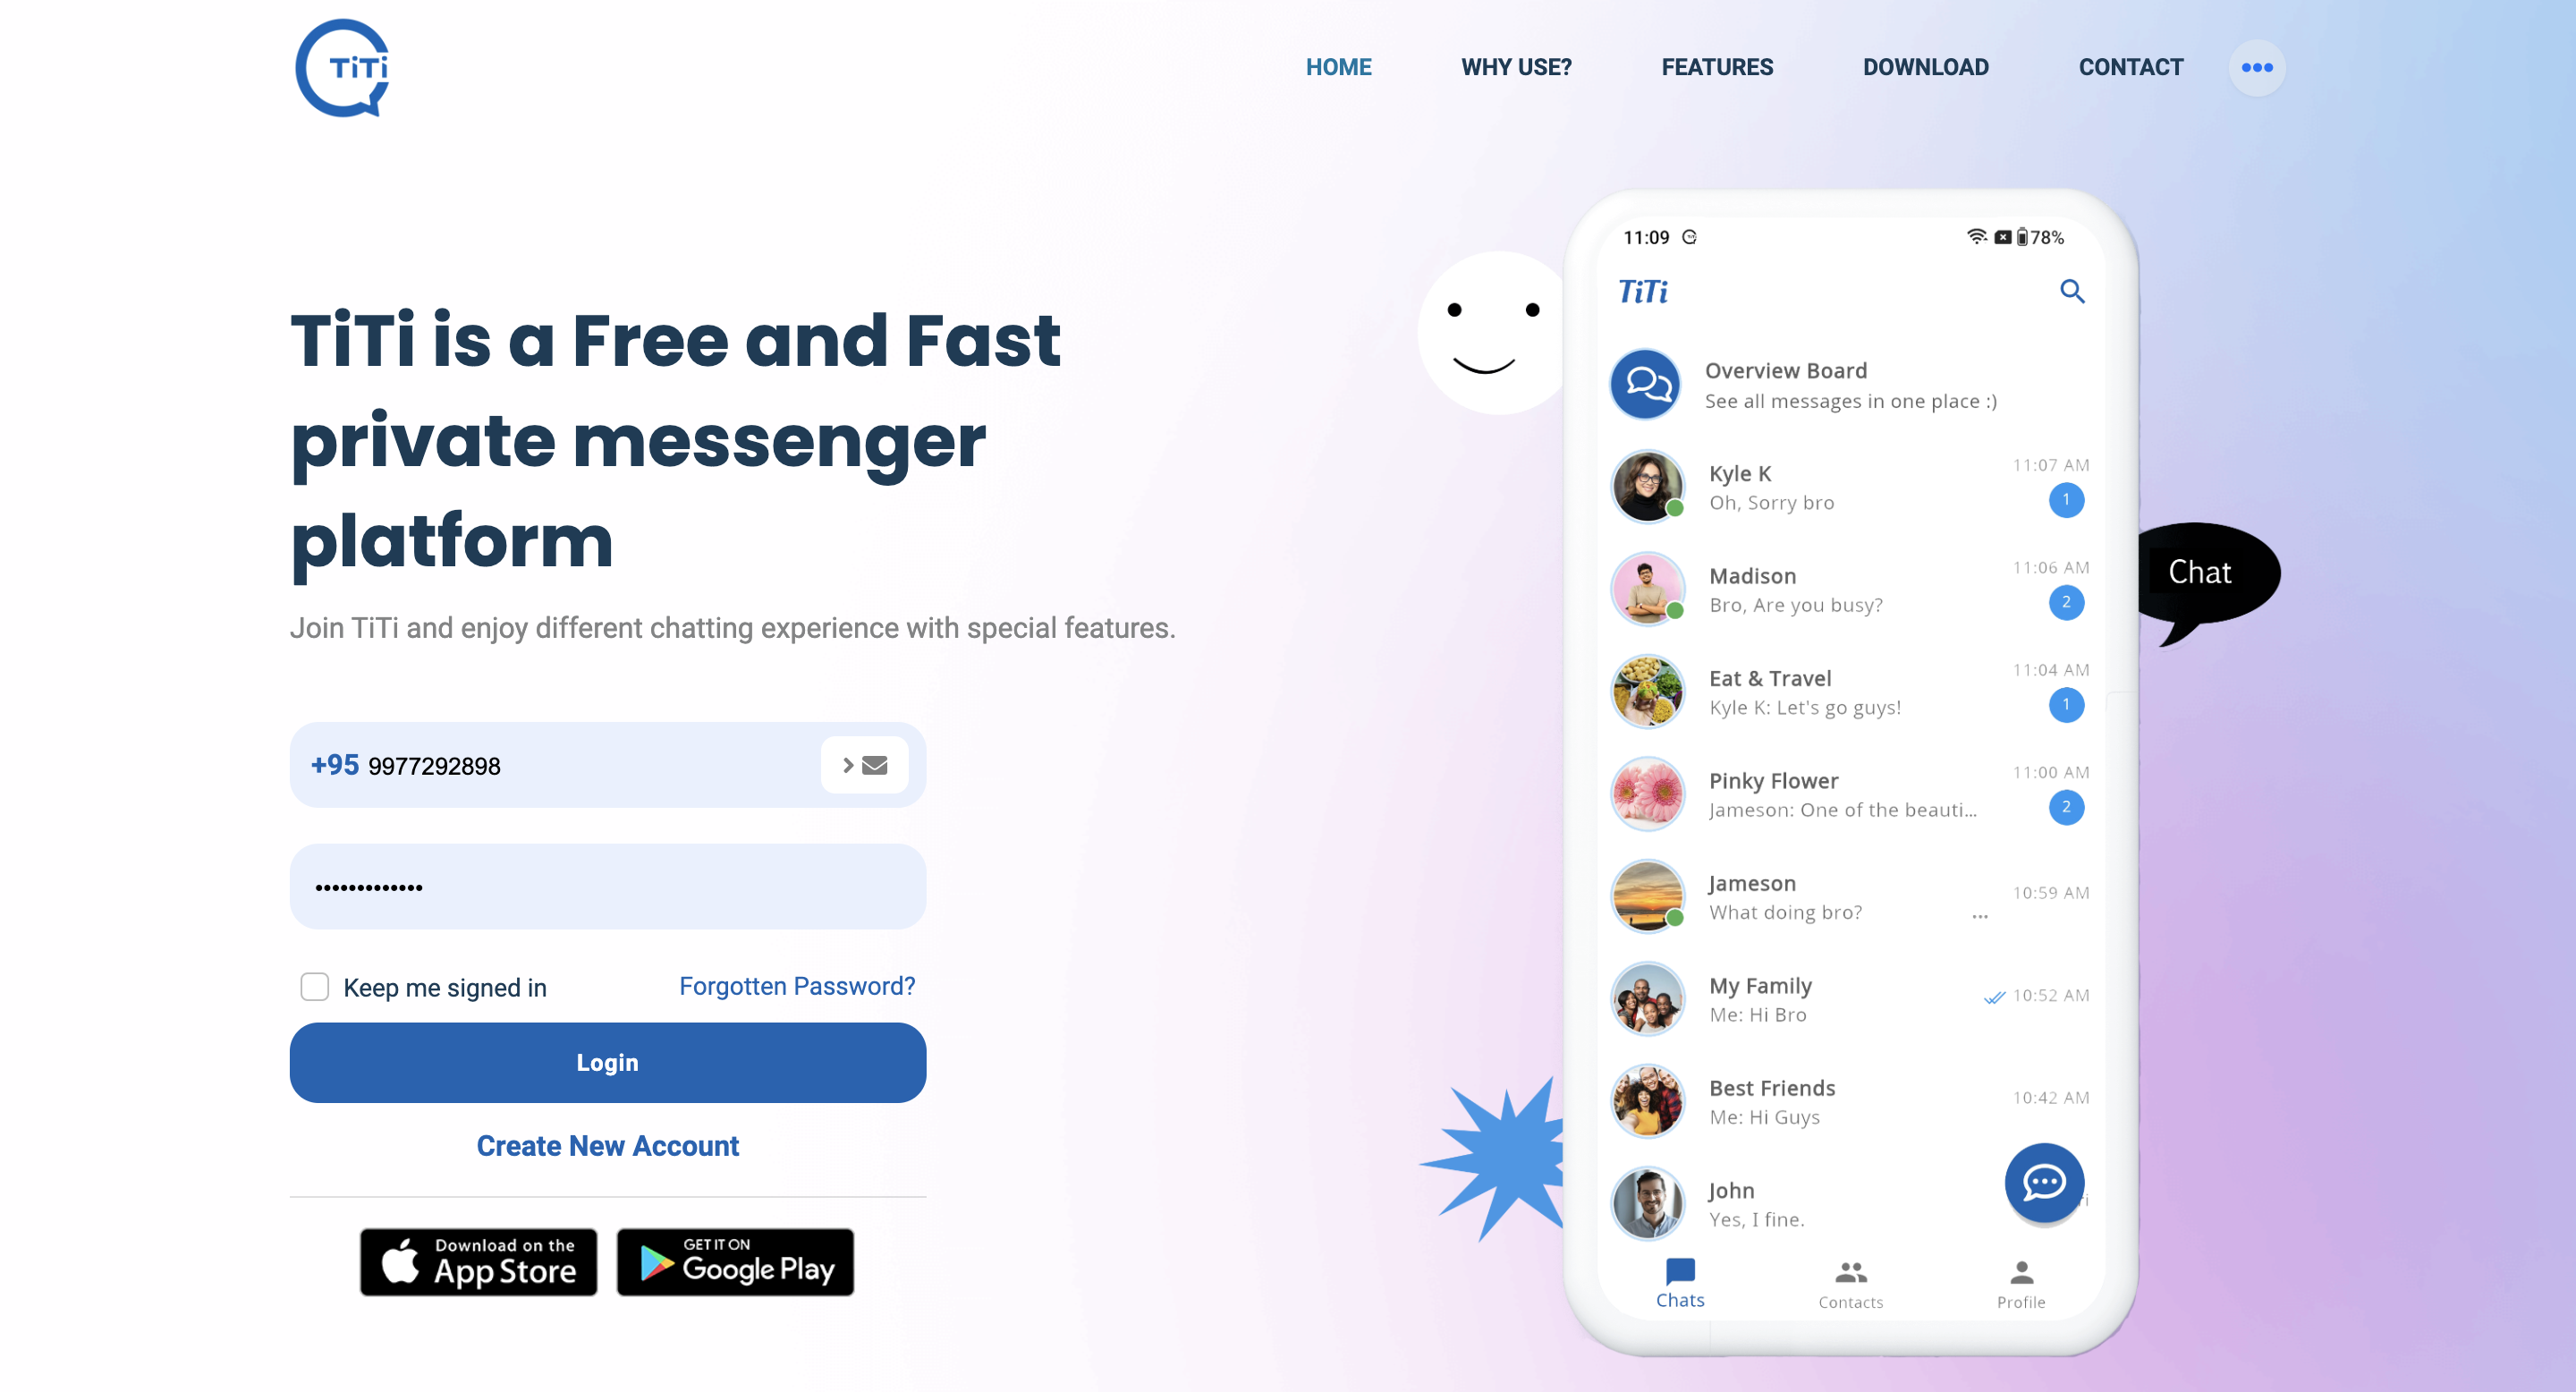 TiTi
HOME
WHY USE?
FEATURES
DOWNLOAD
CONTACT
TiTi is a Free and Fast
private messenger
platform
Join TiTi and enjoy different chatting experience with special features.
+95 9977292898
Keep me signed in
Forgotten Password?
Login
Create New Account
Download on the
App Store
GET IT ON
Google Play
11:09
78%
TiTi
Overview Board
See all messages in one place :)
Kyle K
11:07 AM
Oh, Sorry bro
1
Madison
11:06 AM
Bro, Are you busy?
2
Eat & Travel
11:04 AM
Kyle K: Let's go guys!
1
Pinky Flower
11:00 AM
Jameson: One of the beauti...
2
Jameson
10:59 AM
What doing bro?
...
My Family
10:52 AM
Me: Hi Bro
Best Friends
10:42 AM
Me: Hi Guys
John
Yes, I fine.
Chats
Contacts
Profile
Chat